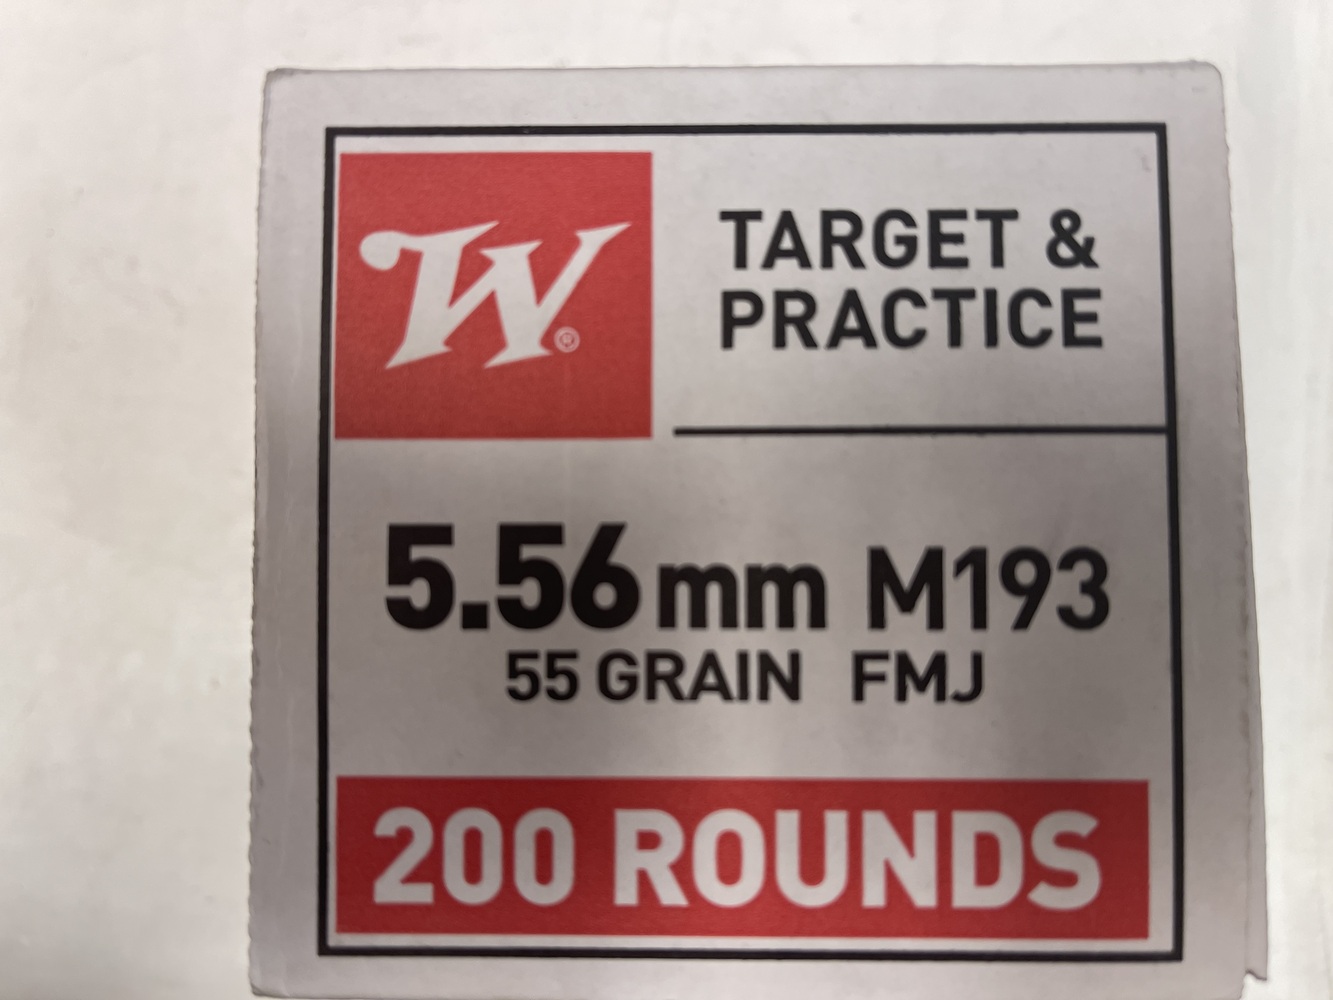 W®
TARGET &
PRACTICE
5.56mm M193
55 GRAIN FMJ
200 ROUNDS